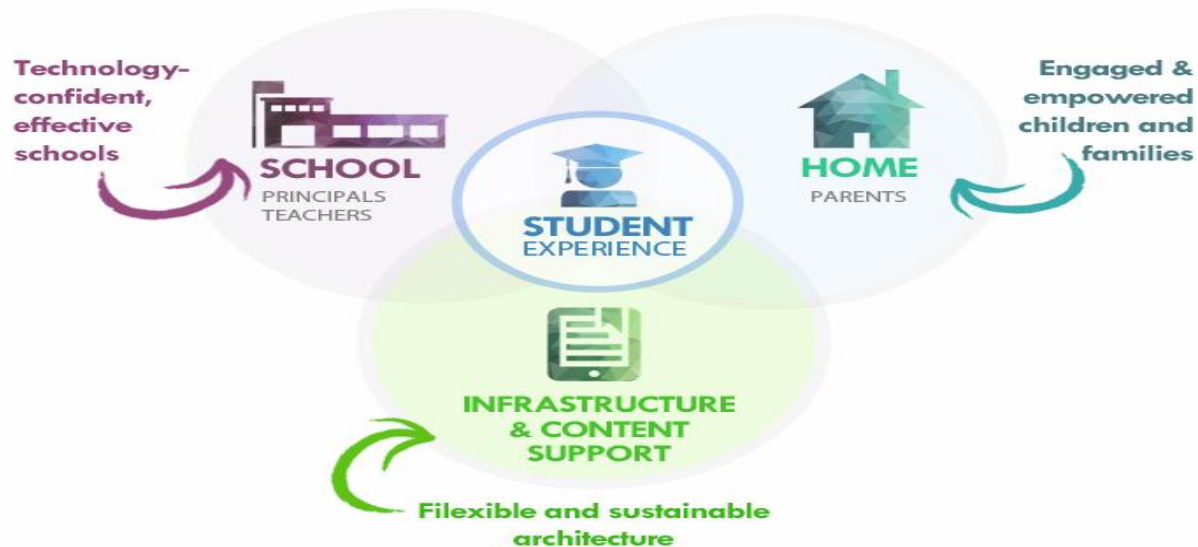 Technology-
confident,
effective
schools
SCHOOL
PRINCIPALS
TEACHERS
STUDENT
EXPERIENCE
HOME
PARENTS
Engaged &
empowered
children and
families
INFRASTRUCTURE
& CONTENT
SUPPORT
Filexible and sustainable
architecture